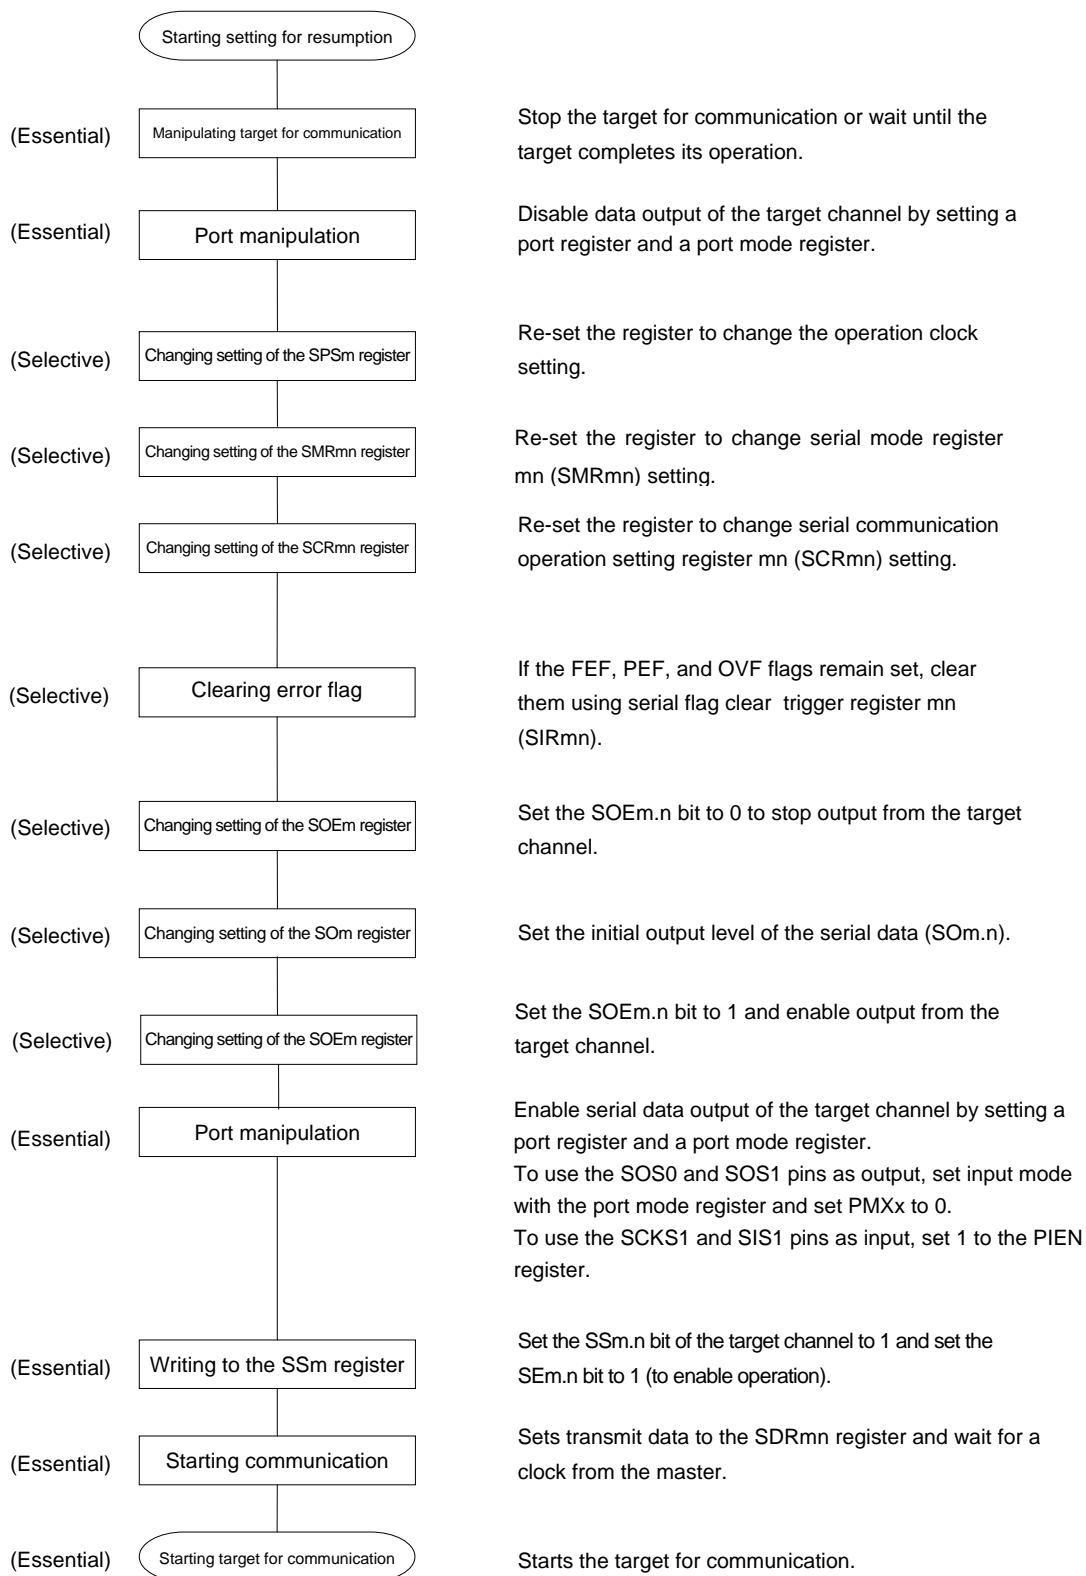 Starting setting for resumption
(Essential)
Manipulating target for communication
Stop the target for communication or wait until the
target completes its operation.
(Essential)
Port manipulation
Disable data output of the target channel by setting a
port register and a port mode register.
(Selective)
Changing setting of the SPSm register
Re-set the register to change the operation clock
setting.
(Selective)
Changing setting of the SMRmn register
Re-set the register to change serial mode register
mn (SMRmn) setting.
(Selective)
Changing setting of the SCRmn register
Re-set the register to change serial communication
operation setting register mn (SCRmn) setting.
(Selective)
Clearing error flag
If the FEF, PEF, and OVF flags remain set, clear
them using serial flag clear trigger register mn
(SIRmn).
(Selective)
Changing setting of the SOEm register
Set the SOEm.n bit to 0 to stop output from the target
channel.
(Selective)
Changing setting of the SOm register
Set the initial output level of the serial data (SOm.n).
(Selective)
Changing setting of the SOEm register
Set the SOEm.n bit to 1 and enable output from the
target channel.
(Essential)
Port manipulation
Enable serial data output of the target channel by setting a
port register and a port mode register.
To use the SOS0 and SOS1 pins as output, set input mode
with the port mode register and set PMXx to 0.
To use the SCKS1 and SIS1 pins as input, set 1 to the PIEN
register.
(Essential)
Writing to the SSm register
Set the SSm.n bit of the target channel to 1 and set the
SEm.n bit to 1 (to enable operation).
(Essential)
Starting communication
Sets transmit data to the SDRmn register and wait for a
clock from the master.
(Essential)
Starting target for communication
Starts the target for communication.